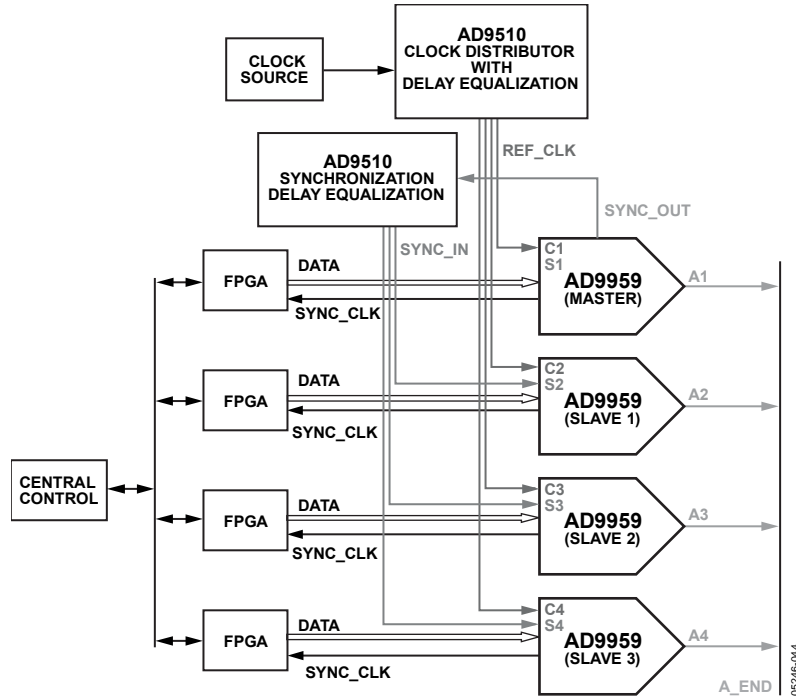 AD9510
CLOCK DISTRIBUTOR
WITH
DELAY EQUALIZATION
CLOCK
SOURCE
REF_CLK
AD9510
SYNCHRONIZATION
DELAY EQUALIZATION
SYNC_OUT
SYNC_IN
C1
S1
DATA
FPGA
SYNC_CLK
AD9959
(MASTER)
A1
C2
S2
DATA
FPGA
SYNC_CLK
AD9959
(SLAVE 1)
A2
CENTRAL
CONTROL
C3
S3
DATA
FPGA
SYNC_CLK
AD9959
(SLAVE 2)
A3
C4
S4
DATA
FPGA
SYNC_CLK
AD9959
(SLAVE 3)
A4
A_END
05246-044